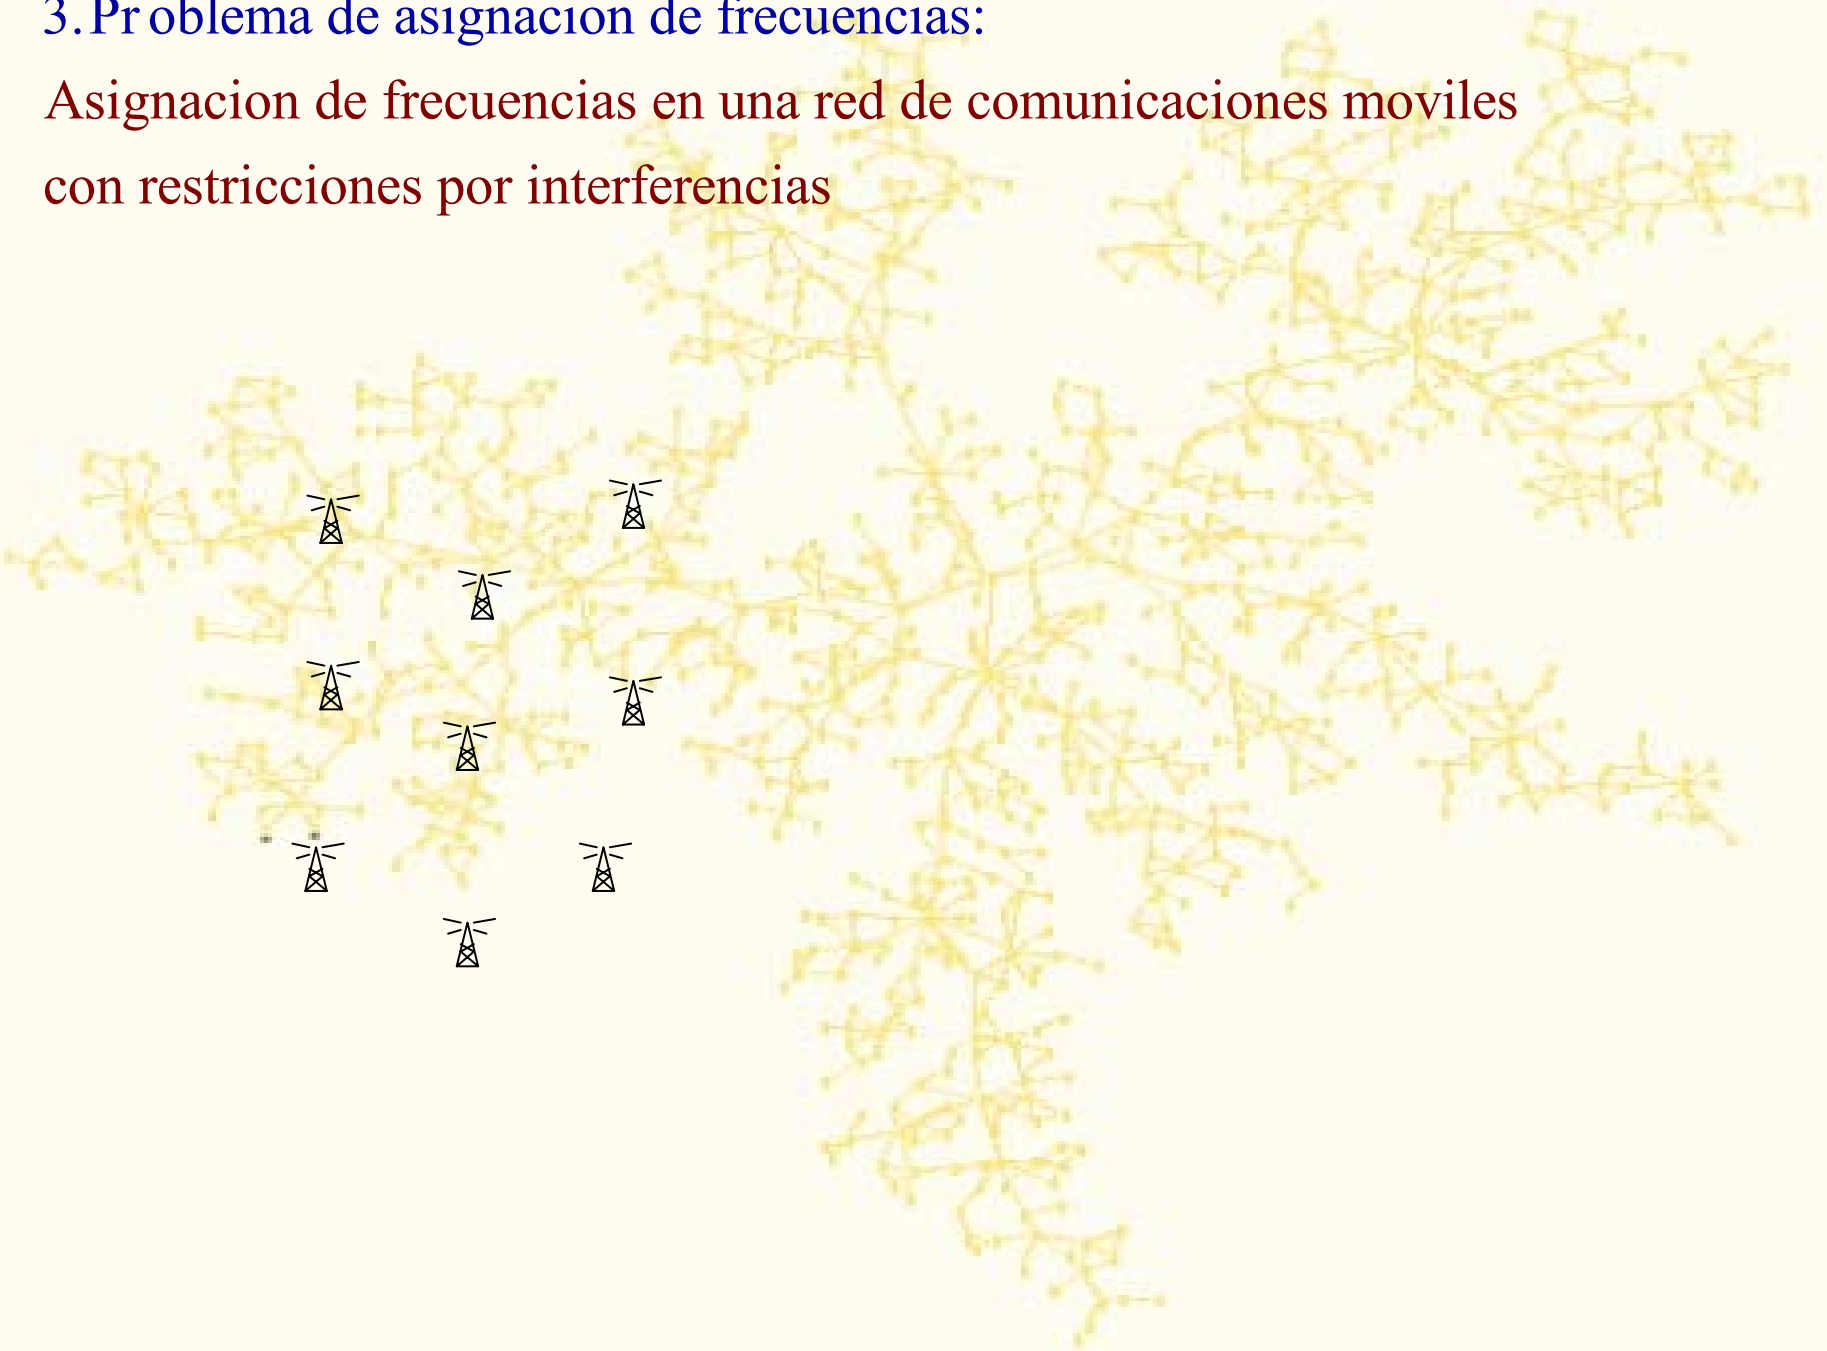 3. Problema de asignacion de frecuencias:
Asignacion de frecuencias en una red de comunicaciones moviles
con restricciones por interferencias